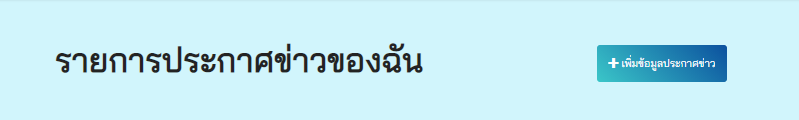 รายการประกาศข่าวของฉัน
+ เพิ่มข้อมูลประกาศข่าว